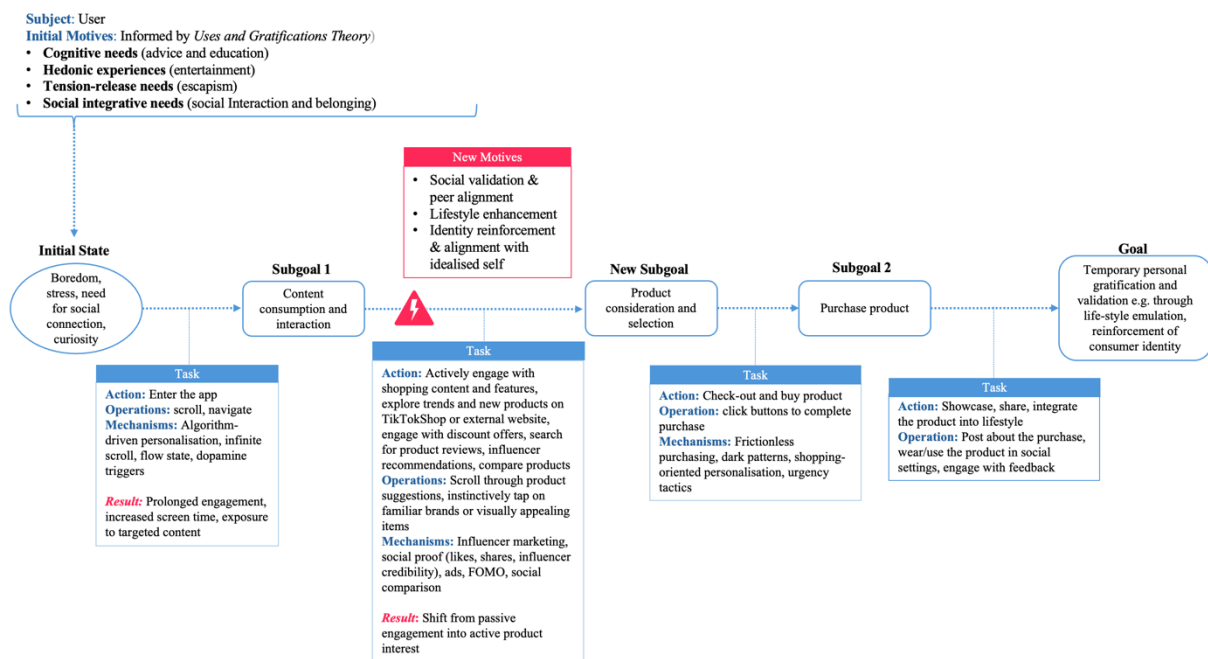 Subject: User
Initial Motives: Informed by Uses and Gratifications Theory)
• Cognitive needs (advice and education)
• Hedonic experiences (entertainment)
• Tension-release needs (escapism)
• Social integrative needs (social Interaction and belonging)
New Motives
• Social validation &
peer alignment
• Lifestyle enhancement
• Identity reinforcement
& alignment with
idealised self
Initial State
Boredom,
stress, need
for social
connection,
curiosity
Subgoal 1
Content
consumption and
interaction
New Subgoal
Product
consideration and
selection
Subgoal 2
Purchase product
Goal
Temporary personal
gratification and
validation e.g. through
life-style emulation,
reinforcement of
consumer identity
Task
Action: Enter the app
Operations: scroll, navigate
Mechanisms: Algorithm-
driven personalisation, infinite
scroll, flow state, dopamine
triggers
Result: Prolonged engagement,
increased screen time, exposure
to targeted content
Task
Action: Actively engage with
shopping content and features,
explore trends and new products on
TikTokShop or external website,
engage with discount offers, search
for product reviews, influencer
recommendations, compare products
Operations: Scroll through product
suggestions, instinctively tap on
familiar brands or visually appealing
items
Mechanisms: Influencer marketing,
social proof (likes, shares, influencer
credibility), ads, FOMO, social
comparison
Result: Shift from passive
engagement into active product
interest
Task
Action: Check-out and buy product
Operation: click buttons to complete
purchase
Mechanisms: Frictionless
purchasing, dark patterns, shopping-
oriented personalisation, urgency
tactics
Task
Action: Showcase, share, integrate
the product into lifestyle
Operation: Post about the purchase,
wear/use the product in social
settings, engage with feedback